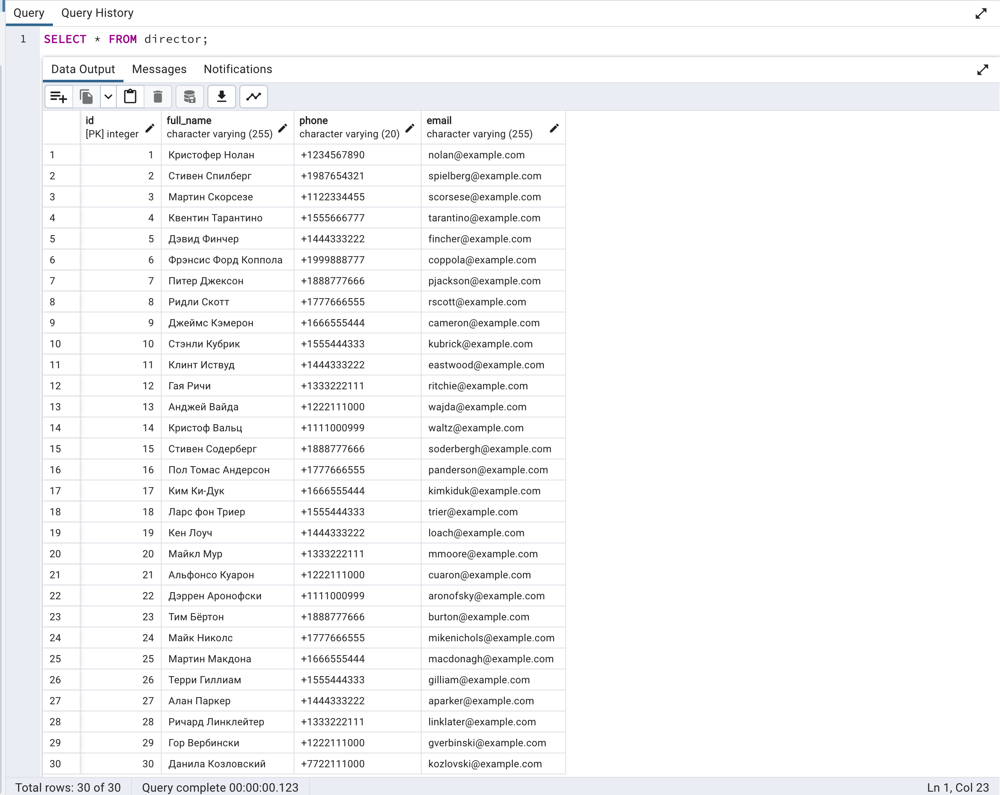 Query Query History
1 SELECT * FROM director;
Data Output Messages Notifications
id full_name phone email
[PK] integer character varying (255) character varying (20) character varying (255)
1 1 Кристофер Нолан +1234567890 nolan@example.com
2 2 Стивен Спилберг +1987654321 spielberg@example.com
3 3 Мартин Скорсезе +1122334455 scorsese@example.com
4 4 Квентин Тарантино +1555666777 tarantino@example.com
5 5 Дэвид Финчер +1444333222 fincher@example.com
6 6 Фрэнсис Форд Коппола +1999888777 coppola@example.com
7 7 Питер Джексон +1888777666 pjackson@example.com
8 8 Ридли Скотт +1777666555 rscott@example.com
9 9 Джеймс Кэмерон +1666555444 cameron@example.com
10 10 Стэнли Кубрик +1555444333 kubrick@example.com
11 11 Клинт Иствуд +1444333222 eastwood@example.com
12 12 Гая Ричи +1333222111 ritchie@example.com
13 13 Анджей Вайда +1222111000 wajda@example.com
14 14 Кристоф Вальц +1111000999 waltz@example.com
15 15 Стивен Содерберг +1888777666 soderbergh@example.com
16 16 Пол Томас Андерсон +1777666555 panderson@example.com
17 17 Ким Ки-Дук +1666555444 kimkiduk@example.com
18 18 Ларс фон Триер +1555444333 trier@example.com
19 19 Кен Лоуч +1444333222 loach@example.com
20 20 Майкл Мур +1333222111 mmoore@example.com
21 21 Альфонсо Куарон +1222111000 cuaron@example.com
22 22 Дэррен Аронофски +1111000999 aronofsky@example.com
23 23 Тим Бёртон +1888777666 burton@example.com
24 24 Майк Николс +1777666555 mikenichols@example.com
25 25 Мартин Макдона +1666555444 macdonagh@example.com
26 26 Терри Гиллиам +1555444333 gilliam@example.com
27 27 Алан Паркер +1444333222 aparker@example.com
28 28 Ричард Линклейтер +1333222111 linklater@example.com
29 29 Гор Вербински +1222111000 gverbinski@example.com
30 30 Данила Козловский +7722111000 kozlovski@example.com
Total rows: 30 of 30 Query complete 00:00:00.123 Ln 1, Col 23